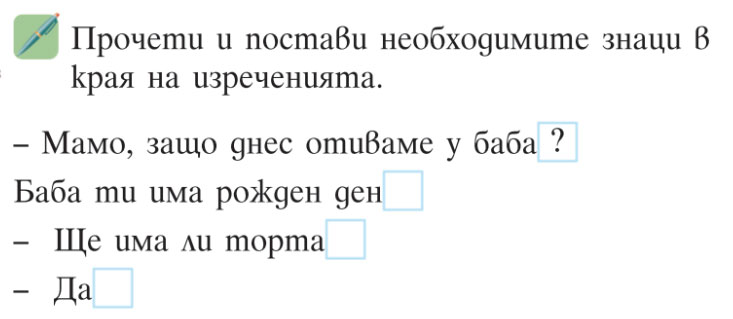 Прочети и постави необходимите знаци в
края на изреченията.
– Мамо, защо днес отиваме у баба ?
Баба ти има рожден ден
– Ще има ли торта
– Да